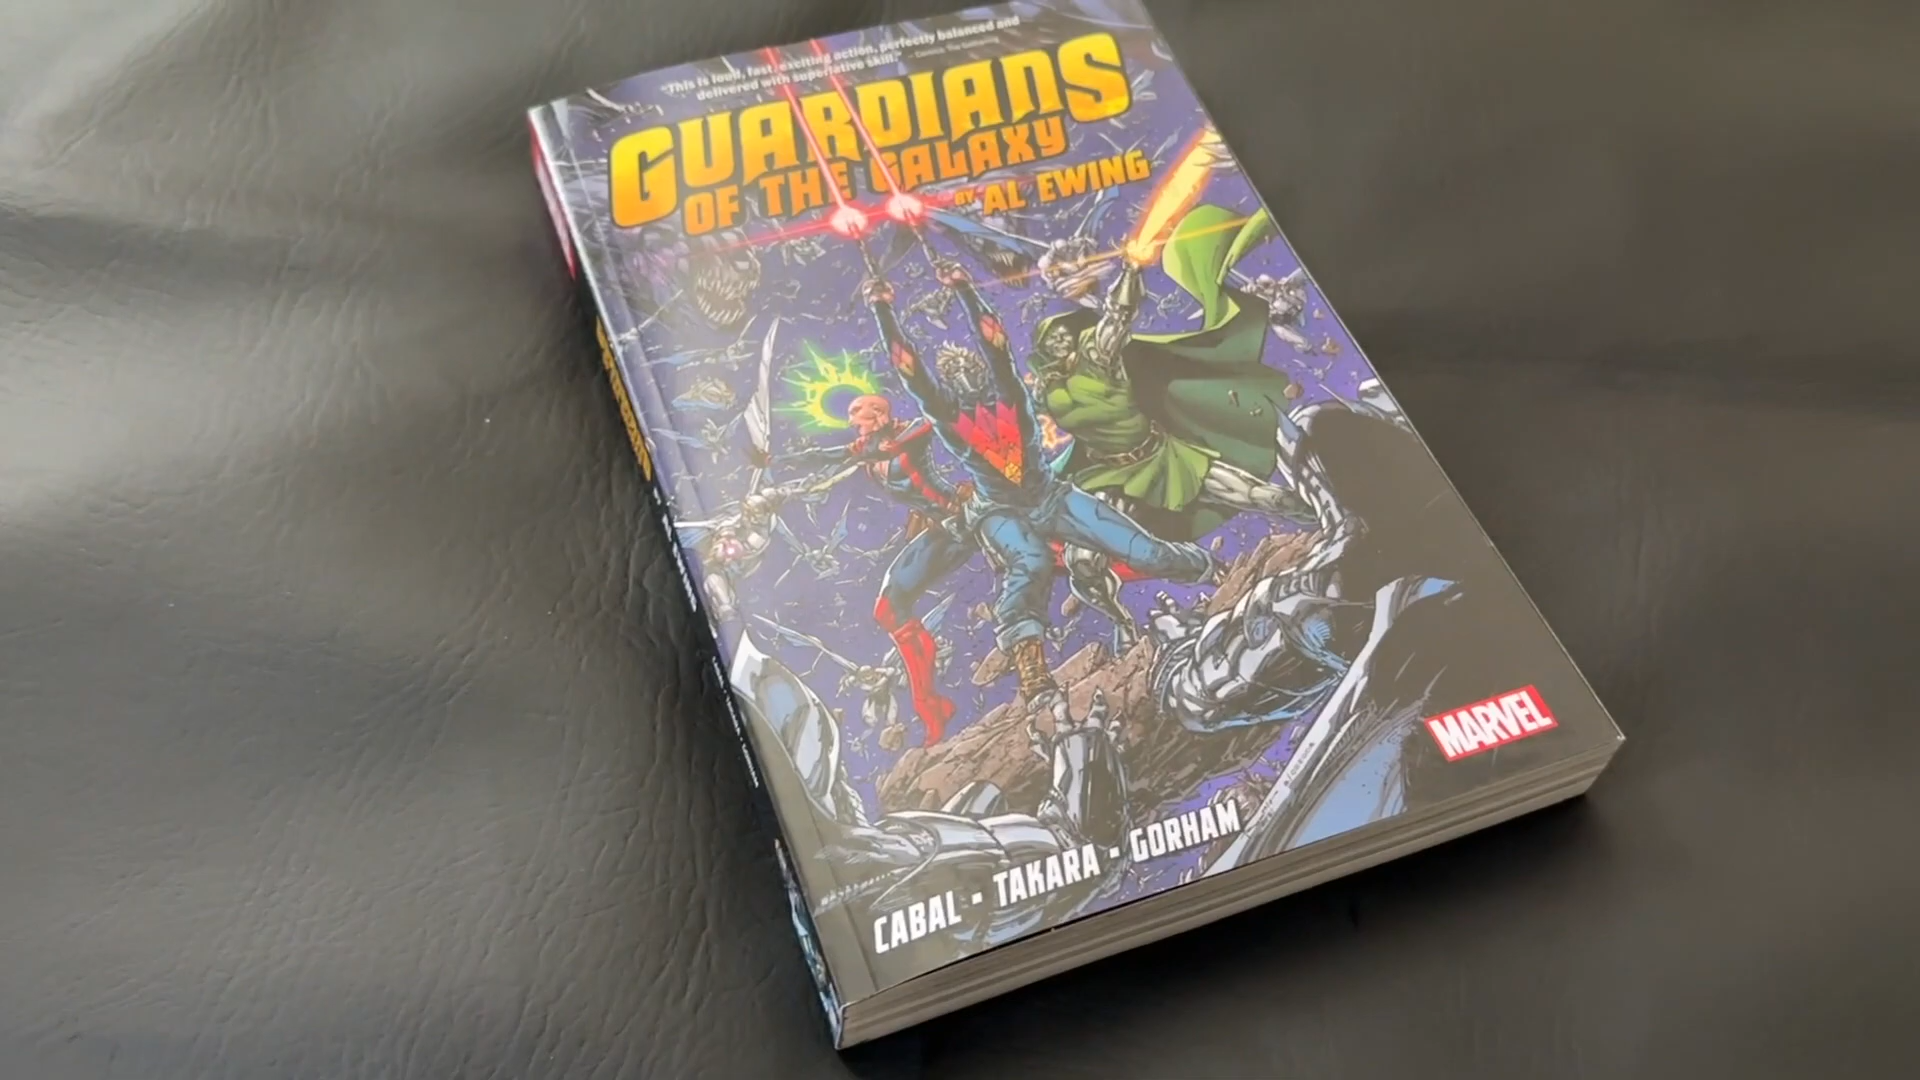 "This is loud, fast, exciting action, perfectly balanced and
delivered with superlative skill."
GUARDIANS
OF THE GALAXY
BY AL EWING
MARVEL
CABAL • TAKARA • GORHAM